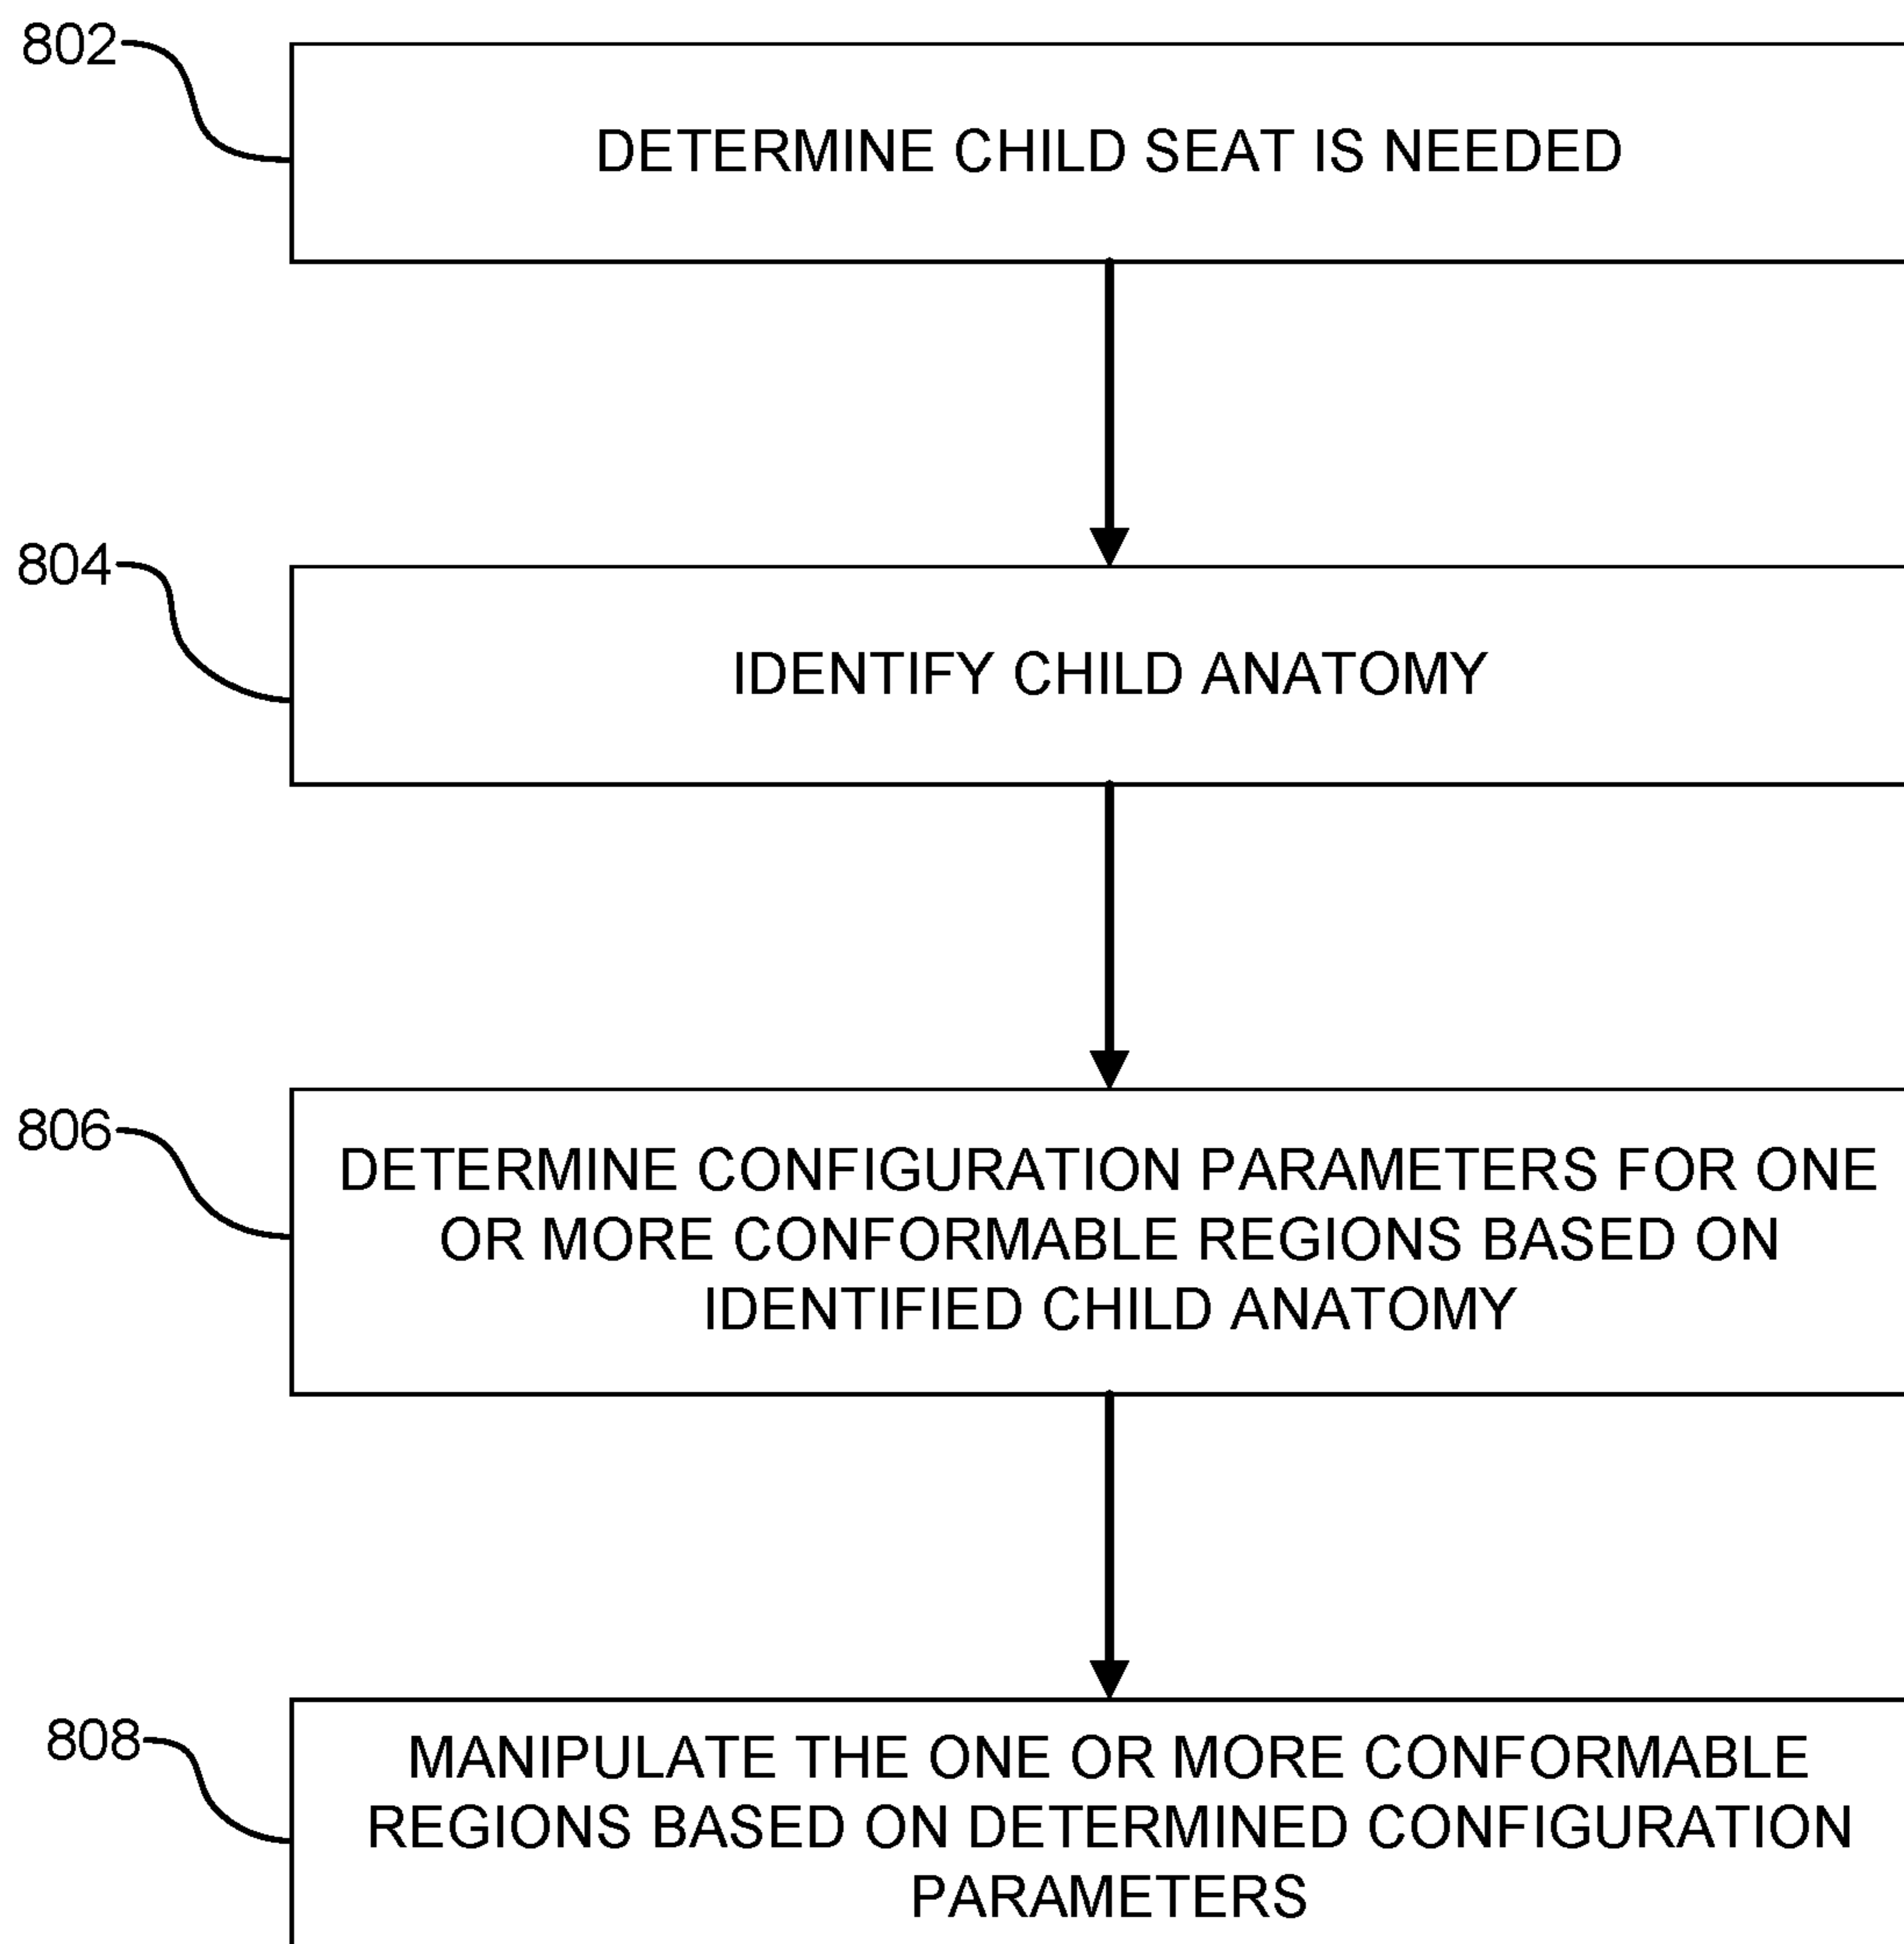 802
DETERMINE CHILD SEAT IS NEEDED
804
IDENTIFY CHILD ANATOMY
806
DETERMINE CONFIGURATION PARAMETERS FOR ONE
OR MORE CONFORMABLE REGIONS BASED ON
IDENTIFIED CHILD ANATOMY
808
MANIPULATE THE ONE OR MORE CONFORMABLE
REGIONS BASED ON DETERMINED CONFIGURATION
PARAMETERS